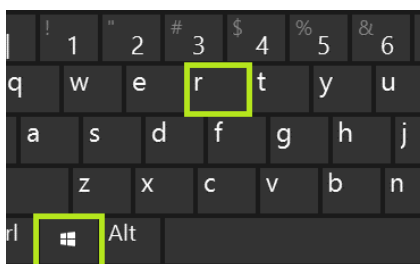 ! 1 " 2 # 3 $ 4 % 5 & 6
q w e r t y u
a s d f g h j
z x c v b n
rl Alt